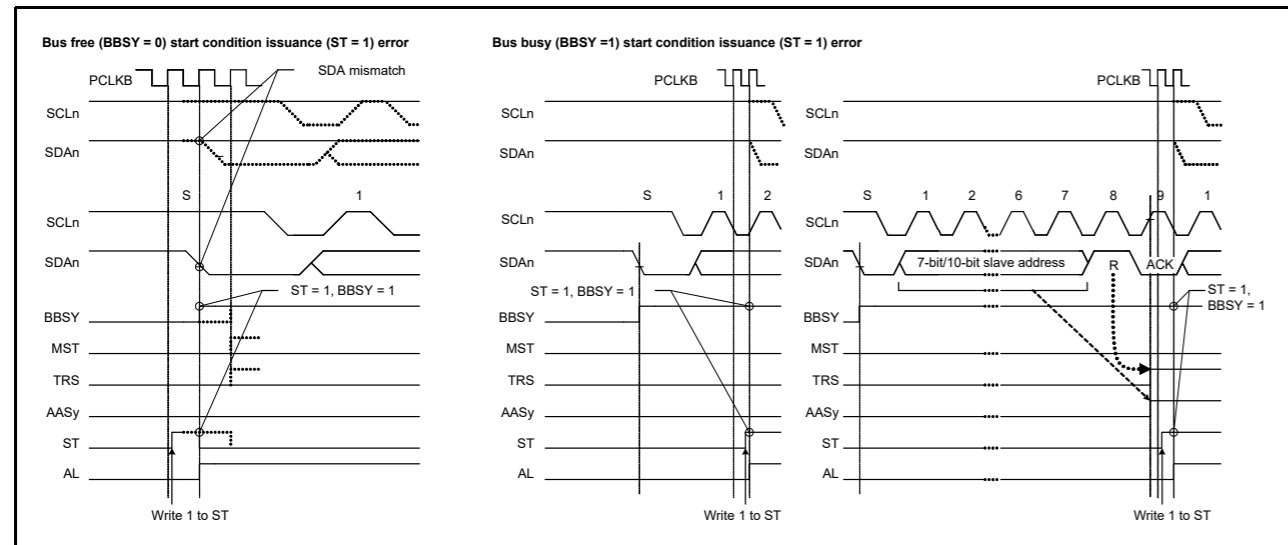 Bus free (BBSY = 0) start condition issuance (ST = 1) error
PCLKB
SDA mismatch
SCLn
SDAn
S 1
SCLn
SDAn
ST = 1, BBSY = 1
BBSY
MST
TRS
AASy
ST
AL
Write 1 to ST
Bus busy (BBSY =1) start condition issuance (ST = 1) error
PCLKB
SCLn
SDAn
S 1 2
SCLn
SDAn
ST = 1, BBSY = 1
BBSY
MST
TRS
AASy
ST
AL
Write 1 to ST
PCLKB
SCLn
SDAn
S 1 2 6 7 8 9 1
SCLn
SDAn
7-bit/10-bit slave address R ACK
ST = 1,
BBSY = 1
BBSY
MST
TRS
AASy
ST
AL
Write 1 to ST